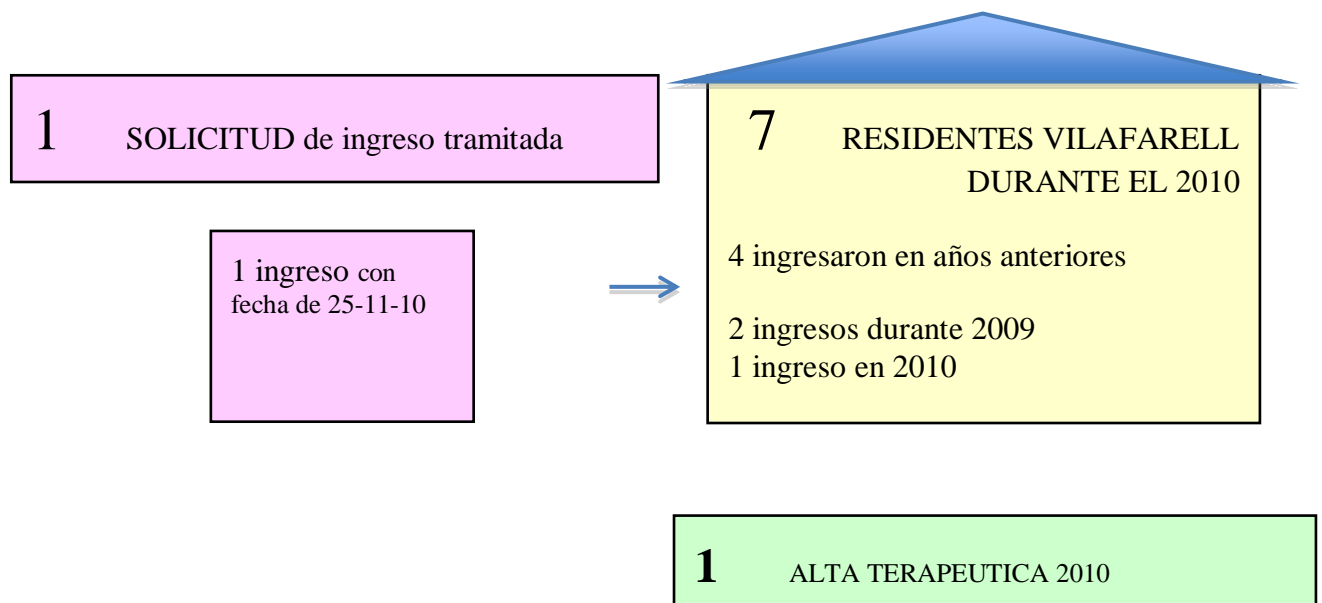 1 SOLICITUD de ingreso tramitada
1 ingreso con
fecha de 25-11-10
7 RESIDENTES VILAFARELL
DURANTE EL 2010
4 ingresaron en años anteriores
2 ingresos durante 2009
1 ingreso en 2010
1 ALTA TERAPEUTICA 2010